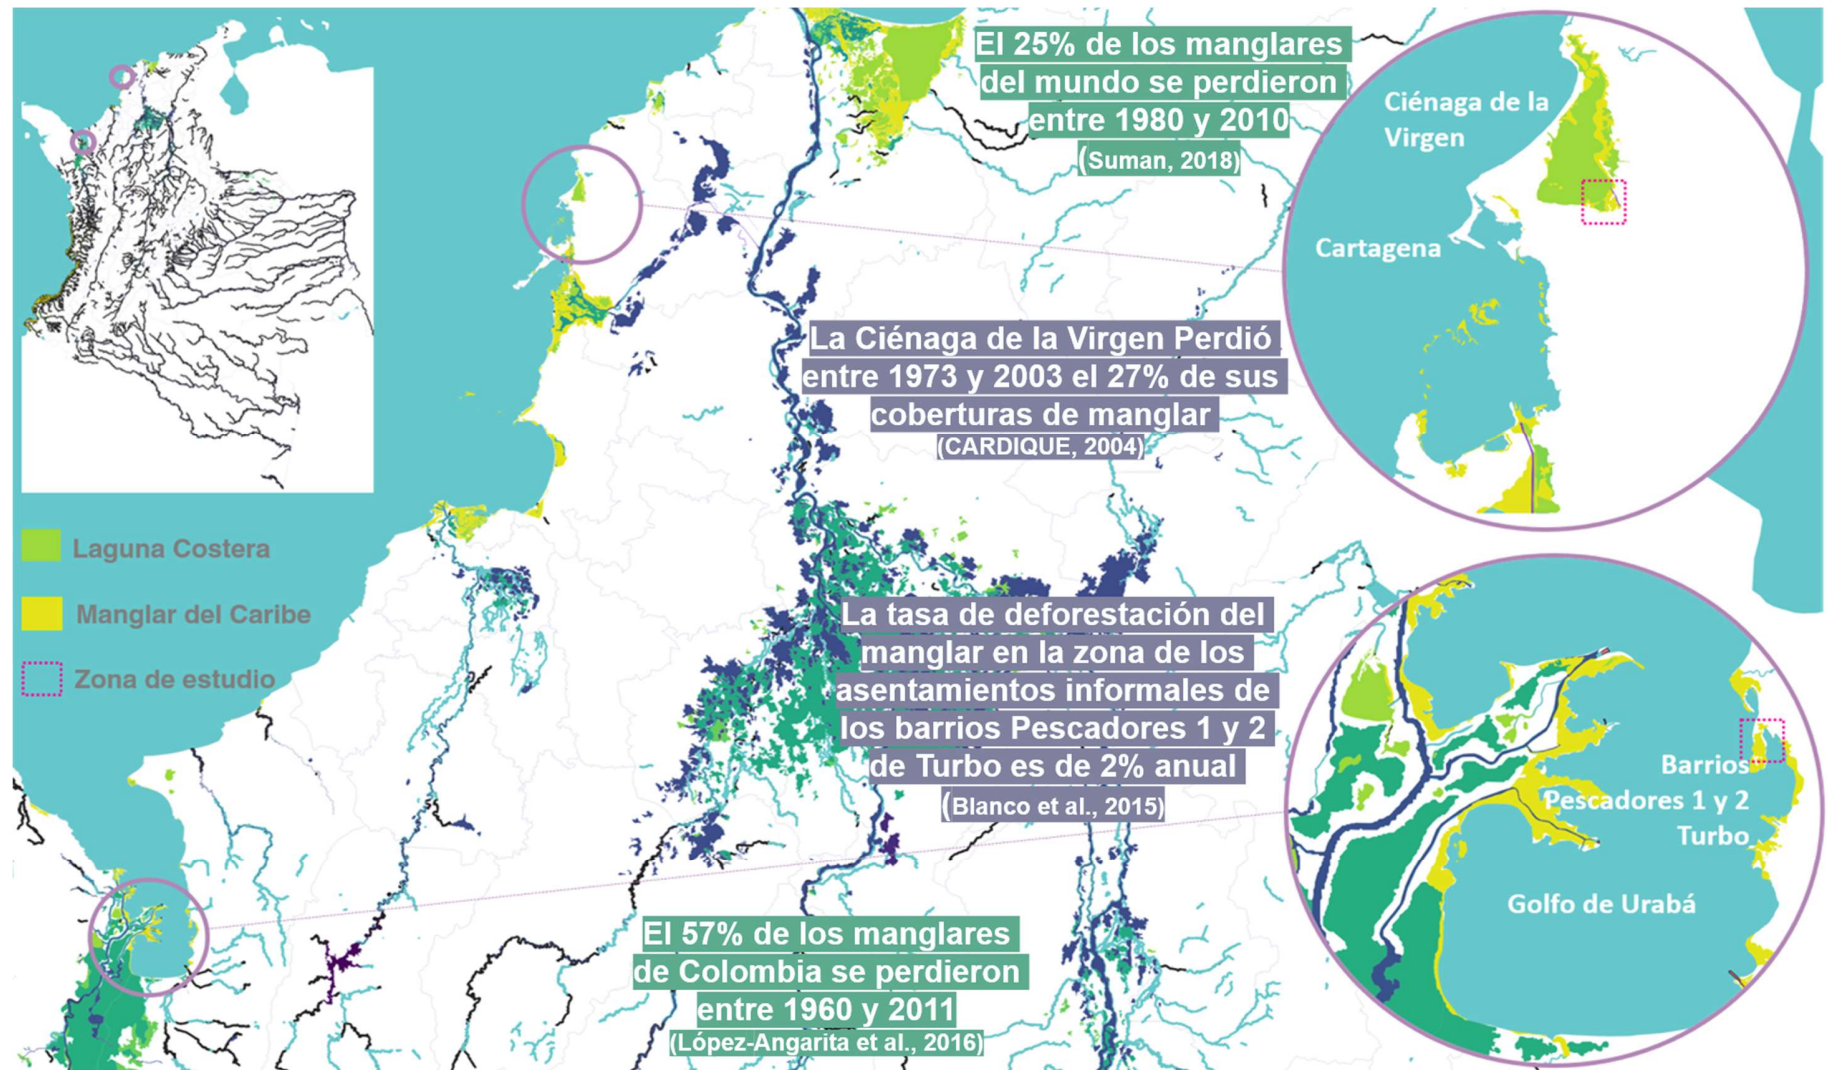 El 25% de los manglares
del mundo se perdieron
entre 1980 y 2010
(Suman, 2018)
Ciénaga de la
Virgen
Cartagena
La Ciénaga de la Virgen Perdió
entre 1973 y 2003 el 27% de sus
coberturas de manglar
(CARDIQUE, 2004)
Laguna Costera
Manglar del Caribe
Zona de estudio
La tasa de deforestación del
manglar en la zona de los
asentamientos informales de
los barrios Pescadores 1 y 2
de Turbo es de 2% anual
(Blanco et al., 2015)
Barrios
Pescadores 1 y 2
Turbo
Golfo de Urabá
El 57% de los manglares
de Colombia se perdieron
entre 1960 y 2011
(López-Angarita et al., 2016)